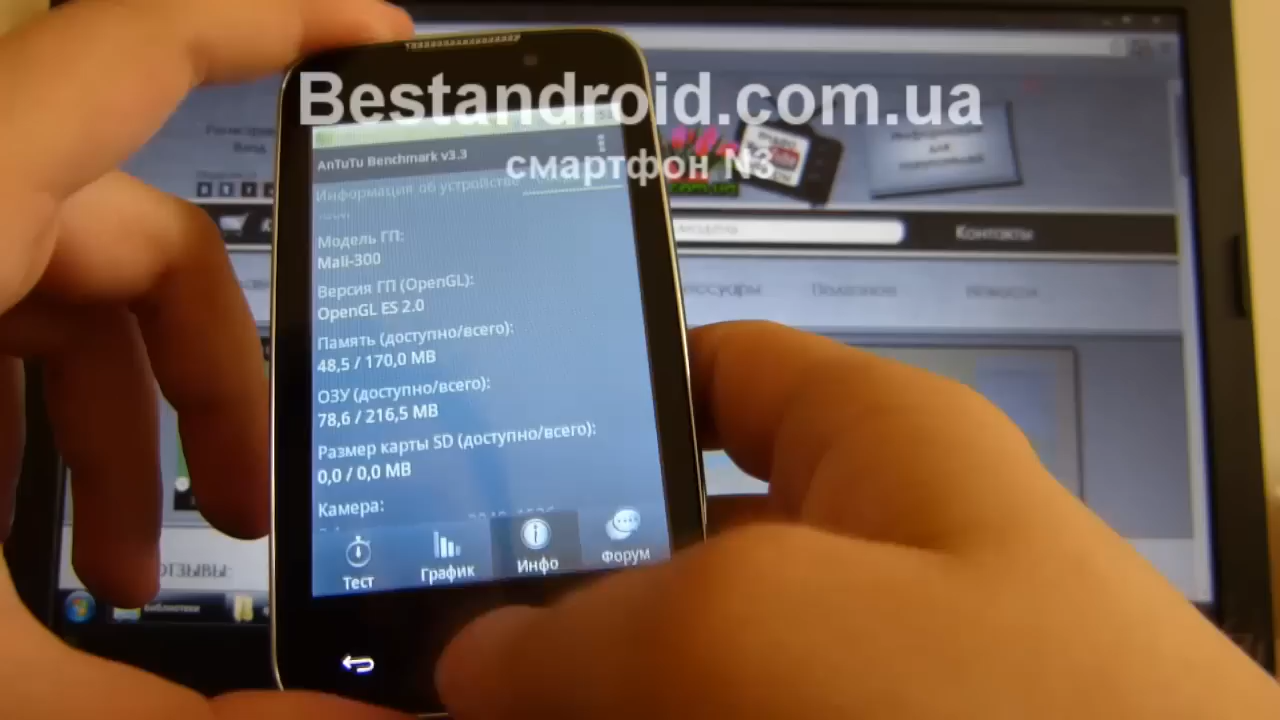 Bestandroid.com.ua
смартфон N3
AnTuTu Benchmark v3.3
Информация об устройстве
Модель ГП:
Mali-300
Версия ГП (OpenGL):
OpenGL ES 2.0
Память (доступно/всего):
48,5 / 170,0 MB
ОЗУ (доступно/всего):
78,6 / 216,5 MB
Размер карты SD (доступно/всего):
0,0 / 0,0 MB
Камера:
Тест
График
Инфо
Форум
Контакты
ОТЗЫВЫ:
Библиотеки